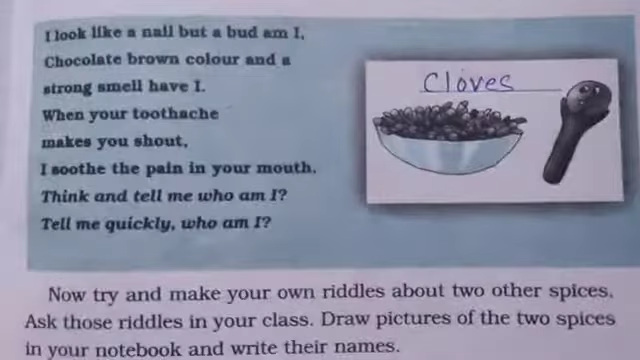 I look like a nail but a bud am I,
Chocolate brown colour and a
strong smell have I.
When your toothache
makes you shout,
I soothe the pain in your mouth.
Think and tell me who am I?
Tell me quickly, who am I?
Cloves
Now try and make your own riddles about two other spices.
Ask those riddles in your class. Draw pictures of the two spices
in your notebook and write their names.